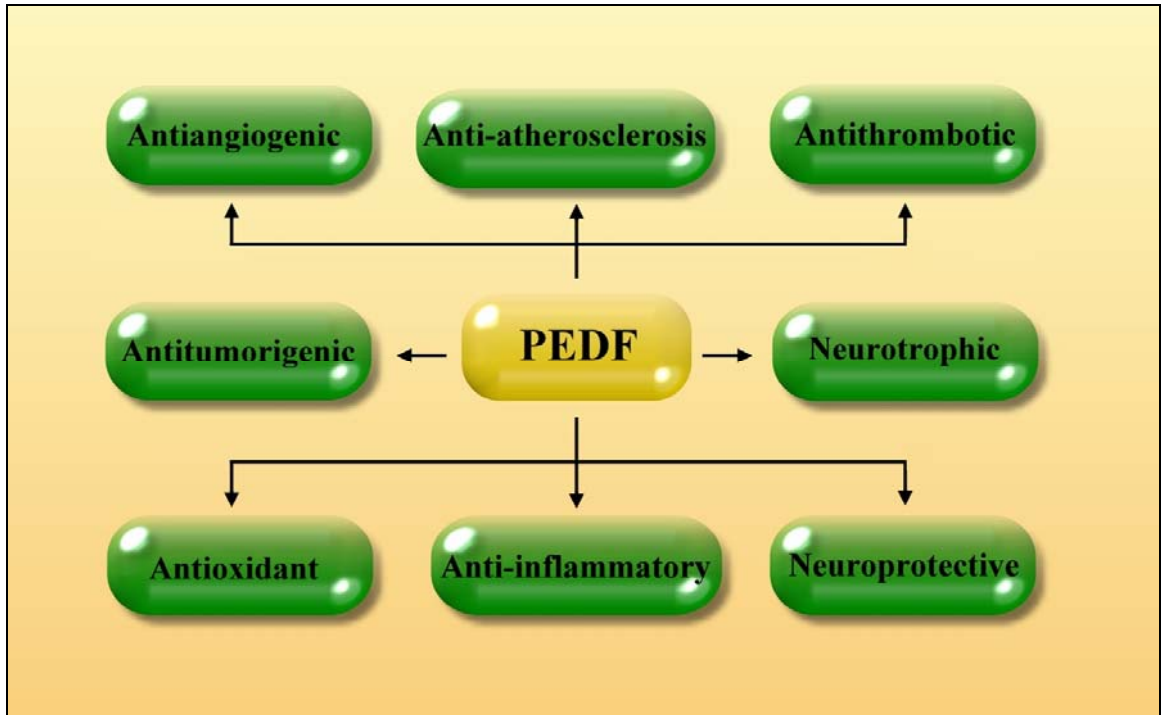 Antiangiogenic
Anti-atherosclerosis
Antithrombotic
Antitumorigenic
PEDF
Neurotrophic
Antioxidant
Anti-inflammatory
Neuroprotective